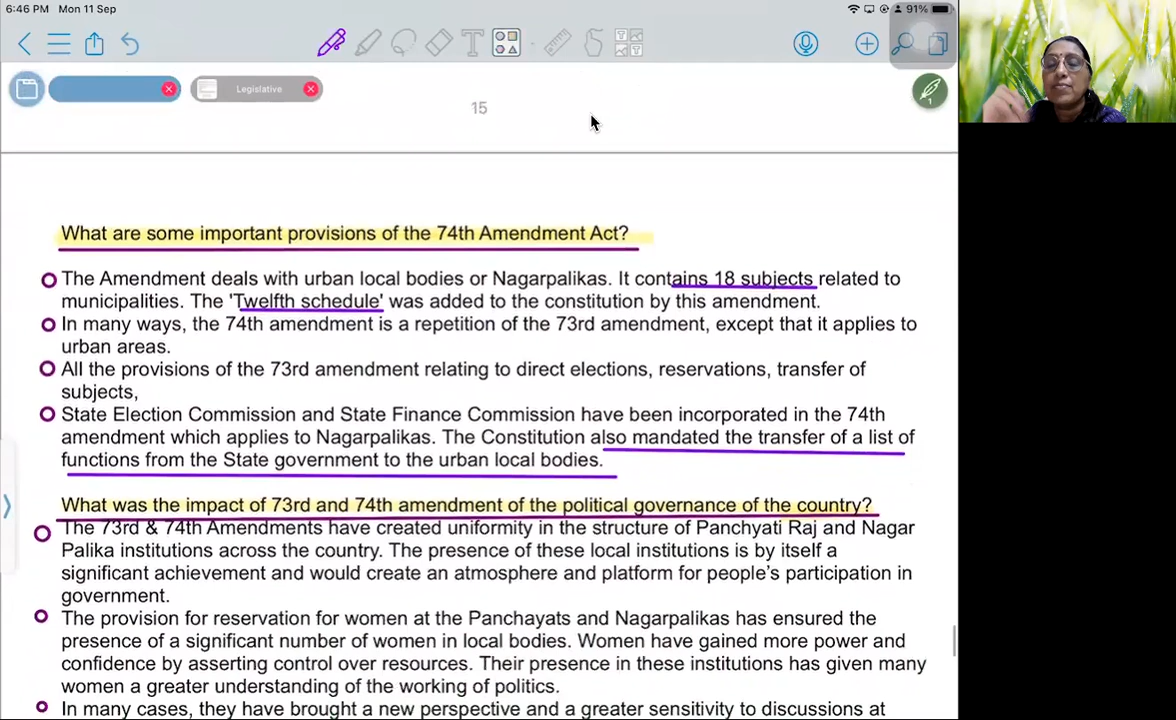 6:46 PM Mon 11 Sep
91%
Legislative
1
15
What are some important provisions of the 74th Amendment Act?
The Amendment deals with urban local bodies or Nagarpalikas. It contains 18 subjects related to
municipalities. The 'Twelfth schedule' was added to the constitution by this amendment.
In many ways, the 74th amendment is a repetition of the 73rd amendment, except that it applies to
urban areas.
All the provisions of the 73rd amendment relating to direct elections, reservations, transfer of
subjects,
State Election Commission and State Finance Commission have been incorporated in the 74th
amendment which applies to Nagarpalikas. The Constitution also mandated the transfer of a list of
functions from the State government to the urban local bodies.
What was the impact of 73rd and 74th amendment of the political governance of the country?
The 73rd & 74th Amendments have created uniformity in the structure of Panchyati Raj and Nagar
Palika institutions across the country. The presence of these local institutions is by itself a
significant achievement and would create an atmosphere and platform for people's participation in
government.
The provision for reservation for women at the Panchayats and Nagarpalikas has ensured the
presence of a significant number of women in local bodies. Women have gained more power and
confidence by asserting control over resources. Their presence in these institutions has given many
women a greater understanding of the working of politics.
In many cases, they have brought a new perspective and a greater sensitivity to discussions at